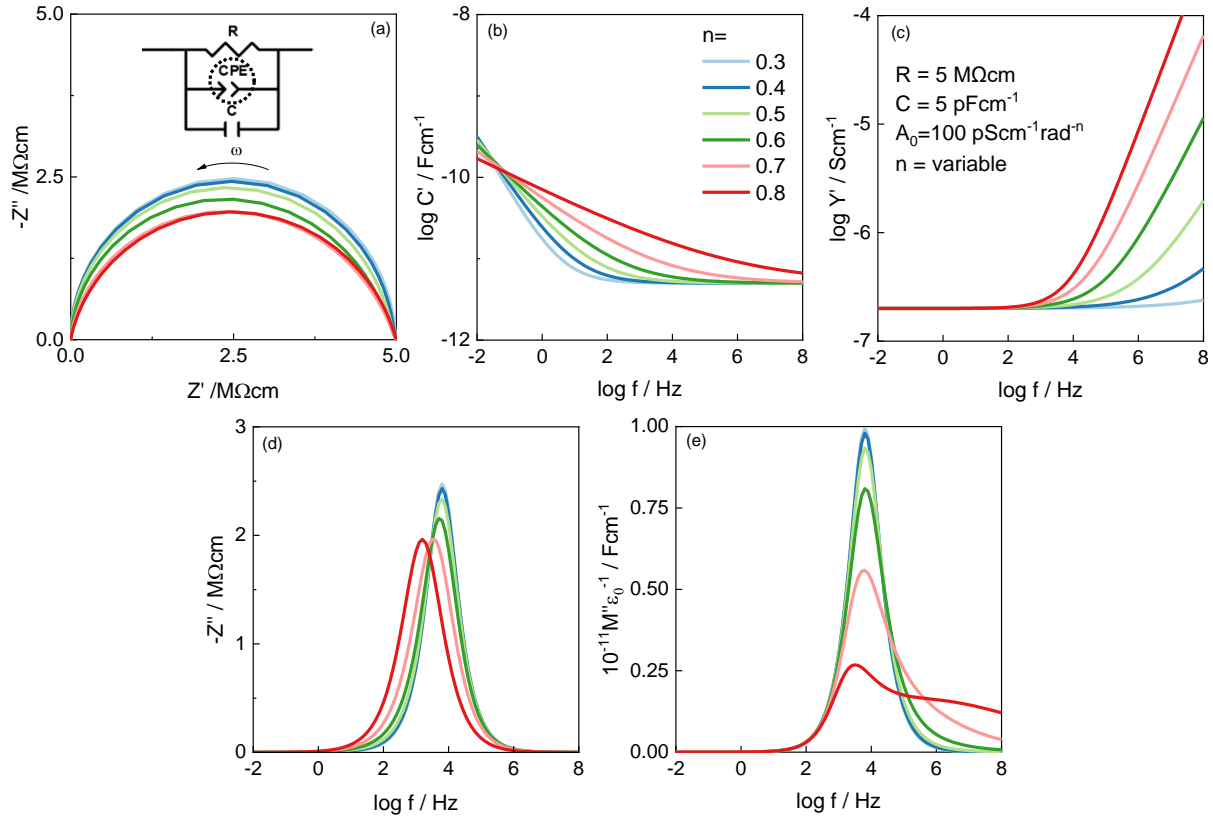 (a)
5.0
2.5
0.0
0.0
2.5
5.0
-Z'' /MΩcm
Z' /MΩcm
R
CPE
C
ω
(b)
-8
-10
-12
-2
0
2
4
6
8
log C' / Fcm⁻¹
log f / Hz
n=
0.3
0.4
0.5
0.6
0.7
0.8
(c)
-4
-5
-6
-7
-2
0
2
4
6
8
log Y' / Scm⁻¹
log f / Hz
R = 5 MΩcm
C = 5 pFcm⁻¹
A₀=100 pScm⁻¹rad⁻ⁿ
n = variable
(d)
3
2
1
0
-2
0
2
4
6
8
-Z'' / MΩcm
log f / Hz
(e)
1.00
0.75
0.50
0.25
0.00
-2
0
2
4
6
8
10⁻¹¹M''ε₀⁻¹ / Fcm⁻¹
log f / Hz